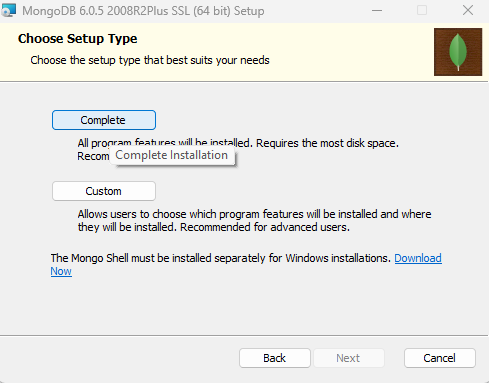 MongoDB 6.0.5 2008R2Plus SSL (64 bit) Setup
Choose Setup Type
Choose the setup type that best suits your needs
Complete
All program features will be installed. Requires the most disk space.
Recom
Complete Installation
Custom
Allows users to choose which program features will be installed and where
they will be installed. Recommended for advanced users.
The Mongo Shell must be installed separately for Windows installations. Download
Now
Back Next Cancel